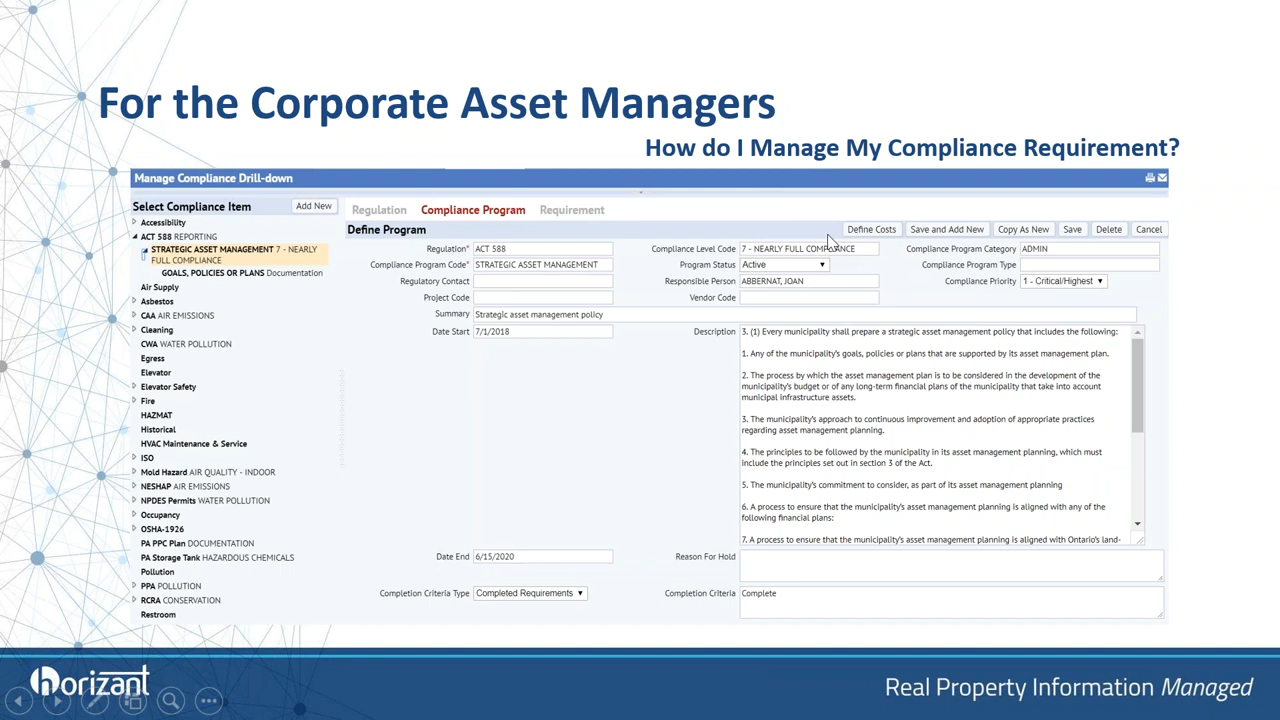 For the Corporate Asset Managers
How do I Manage My Compliance Requirement?
Manage Compliance Drill-down
Select Compliance Item
Add New
Accessibility
ACT 588 REPORTING
STRATEGIC ASSET MANAGEMENT 7 - NEARLY
FULL COMPLIANCE
GOALS, POLICIES OR PLANS Documentation
Air Supply
Asbestos
CAA AIR EMISSIONS
Cleaning
CWA WATER POLLUTION
Egress
Elevator
Elevator Safety
Fire
HAZMAT
Historical
HVAC Maintenance & Service
ISO
Mold Hazard AIR QUALITY - INDOOR
NESHAP AIR EMISSIONS
NPDES Permits WATER POLLUTION
Occupancy
OSHA-1926
PA PPC Plan DOCUMENTATION
PA Storage Tank HAZARDOUS CHEMICALS
Pollution
PPA POLLUTION
RCRA CONSERVATION
Restroom
Regulation Compliance Program Requirement
Define Program
Define Costs Save and Add New Copy As New Save Delete Cancel
Regulation* ACT 588 Compliance Level Code 7 - NEARLY FULL COMPLIANCE Compliance Program Category ADMIN
Compliance Program Code* STRATEGIC ASSET MANAGEMENT Program Status Active Compliance Program Type
Regulatory Contact Responsible Person ABBERNAT, JOAN Compliance Priority 1 - Critical/Highest
Project Code Vendor Code
Summary Strategic asset management policy
Date Start 7/1/2018 Description 3. (1) Every municipality shall prepare a strategic asset management policy that includes the following:
1. Any of the municipality's goals, policies or plans that are supported by its asset management plan.
2. The process by which the asset management plan is to be considered in the development of the
municipality's budget or of any long-term financial plans of the municipality that take into account
municipal infrastructure assets.
3. The municipality's approach to continuous improvement and adoption of appropriate practices
regarding asset management planning.
4. The principles to be followed by the municipality in its asset management planning, which must
include the principles set out in section 3 of the Act.
5. The municipality's commitment to consider, as part of its asset management planning
6. A process to ensure that the municipality's asset management planning is aligned with any of the
following financial plans:
7. A process to ensure that the municipality's asset management planning is aligned with Ontario's land-
Date End 6/15/2020 Reason For Hold
Completion Criteria Type Completed Requirements Completion Criteria Complete
horizant
Real Property Information Managed